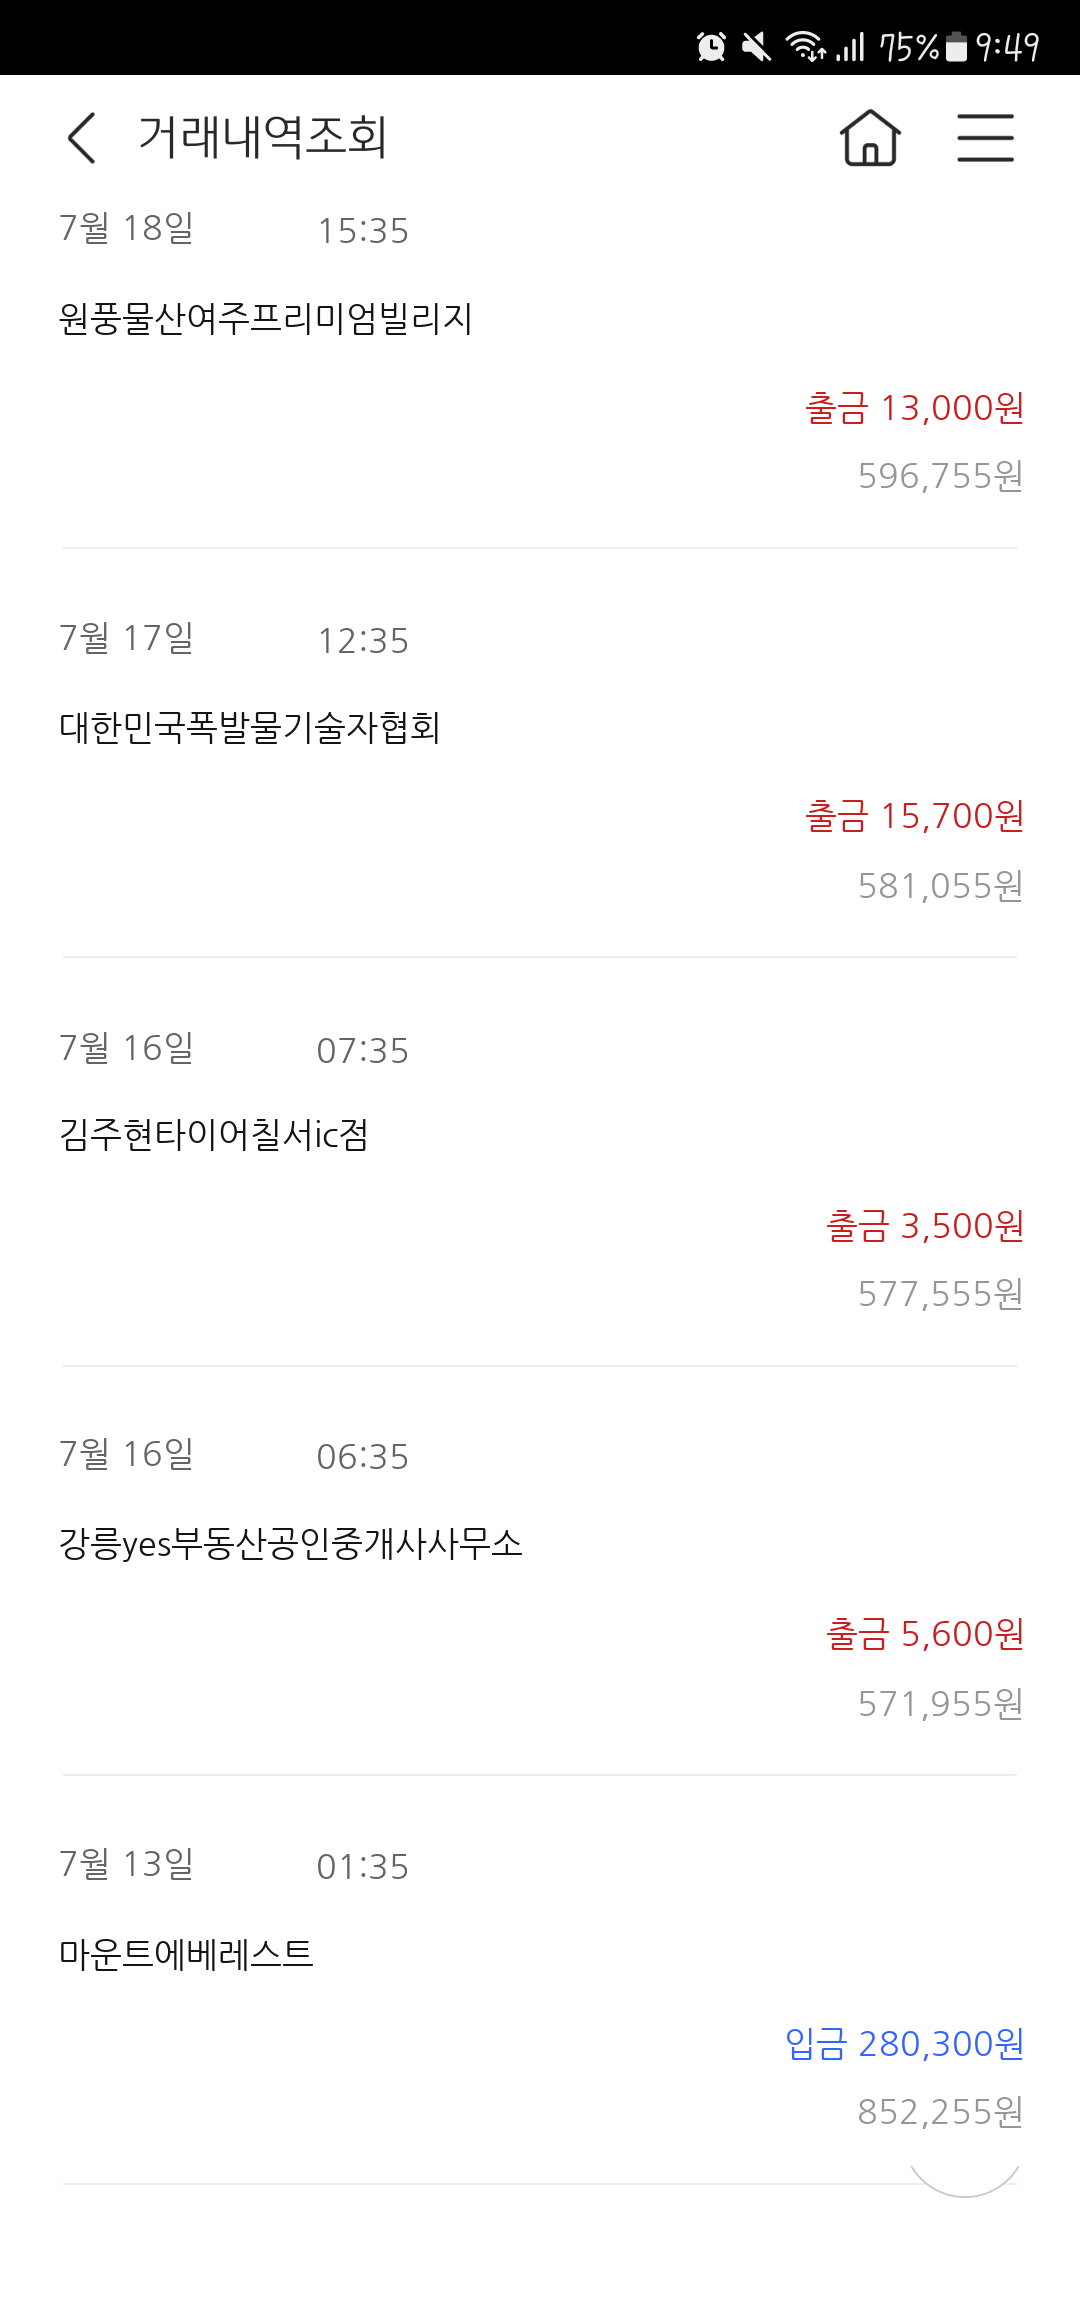 75% 9:49
거래내역조회
7월 18일 15:35
원풍물산여주프리미엄빌리지
출금 13,000원
596,755원
7월 17일 12:35
대한민국폭발물기술자협회
출금 15,700원
581,055원
7월 16일 07:35
김주현타이어칠서ic점
출금 3,500원
577,555원
7월 16일 06:35
강릉yes부동산공인중개사사무소
출금 5,600원
571,955원
7월 13일 01:35
마운트에베레스트
입금 280,300원
852,255원